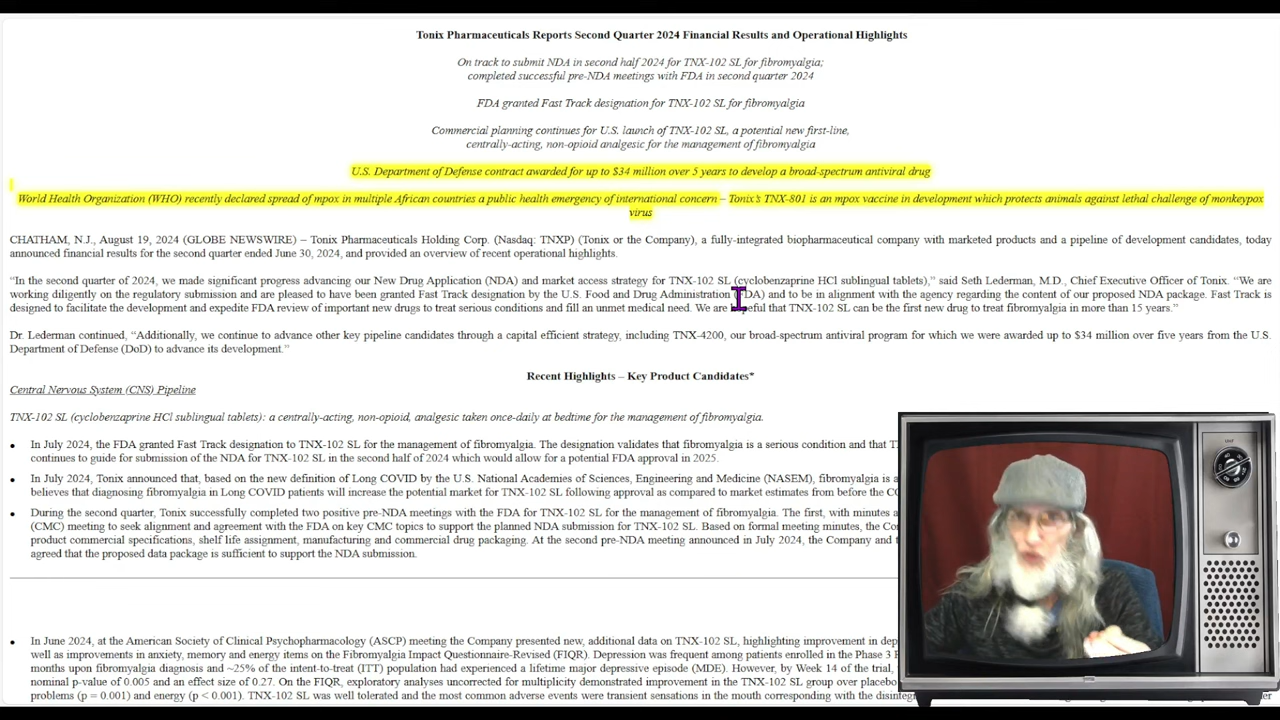 Tonix Pharmaceuticals Reports Second Quarter 2024 Financial Results and Operational Highlights
On track to submit NDA in second half 2024 for TNX-102 SL for fibromyalgia;
completed successful pre-NDA meetings with FDA in second quarter 2024
FDA granted Fast Track designation for TNX-102 SL for fibromyalgia
Commercial planning continues for U.S. launch of TNX-102 SL, a potential new first-line,
centrally-acting, non-opioid analgesic for the management of fibromyalgia
U.S. Department of Defense contract awarded for up to $34 million over 5 years to develop a broad-spectrum antiviral drug
World Health Organization (WHO) recently declared spread of mpox in multiple African countries a public health emergency of international concern – Tonix's TNX-801 is an mpox vaccine in development which protects animals against lethal challenge of monkeypox
virus
CHATHAM, N.J., August 19, 2024 (GLOBE NEWSWIRE) – Tonix Pharmaceuticals Holding Corp. (Nasdaq: TNXP) (Tonix or the Company), a fully-integrated biopharmaceutical company with marketed products and a pipeline of development candidates, today
announced financial results for the second quarter ended June 30, 2024, and provided an overview of recent operational highlights.
“In the second quarter of 2024, we made significant progress advancing our New Drug Application (NDA) and market access strategy for TNX-102 SL (cyclobenzaprine HCl sublingual tablets),” said Seth Lederman, M.D., Chief Executive Officer of Tonix. “We are
working diligently on the regulatory submission and are pleased to have been granted Fast Track designation by the U.S. Food and Drug Administration (FDA) and to be in alignment with the agency regarding the content of our proposed NDA package. Fast Track is
designed to facilitate the development and expedite FDA review of important new drugs to treat serious conditions and fill an unmet medical need. We are hopeful that TNX-102 SL can be the first new drug to treat fibromyalgia in more than 15 years.”
Dr. Lederman continued, “Additionally, we continue to advance other key pipeline candidates through a capital efficient strategy, including TNX-4200, our broad-spectrum antiviral program for which we were awarded up to $34 million over five years from the U.S.
Department of Defense (DoD) to advance its development.”
Recent Highlights – Key Product Candidates*
Central Nervous System (CNS) Pipeline
TNX-102 SL (cyclobenzaprine HCl sublingual tablets): a centrally-acting, non-opioid, analgesic taken once-daily at bedtime for the management of fibromyalgia.
● In July 2024, the FDA granted Fast Track designation to TNX-102 SL for the management of fibromyalgia. The designation validates that fibromyalgia is a serious condition and that T
continues to guide for submission of the NDA for TNX-102 SL in the second half of 2024 which would allow for a potential FDA approval in 2025.
● In July 2024, Tonix announced that, based on the new definition of Long COVID by the U.S. National Academies of Sciences, Engineering and Medicine (NASEM), fibromyalgia is a
believes that diagnosing fibromyalgia in Long COVID patients will increase the potential market for TNX-102 SL following approval as compared to market estimates from before the CO
● During the second quarter, Tonix successfully completed two positive pre-NDA meetings with the FDA for TNX-102 SL for the management of fibromyalgia. The first, with minutes a
(CMC) meeting to seek alignment and agreement with the FDA on key CMC topics to support the planned NDA submission for TNX-102 SL. Based on formal meeting minutes, the Co
product commercial specifications, shelf life assignment, manufacturing and commercial drug packaging. At the second pre-NDA meeting announced in July 2024, the Company and t
agreed that the proposed data package is sufficient to support the NDA submission.
● In June 2024, at the American Society of Clinical Psychopharmacology (ASCP) meeting the Company presented new, additional data on TNX-102 SL, highlighting improvement in dep
well as improvements in anxiety, memory and energy items on the Fibromyalgia Impact Questionnaire-Revised (FIQR). Depression was frequent among patients enrolled in the Phase 3
months upon fibromyalgia diagnosis and ~25% of the intent-to-treat (ITT) population had experienced a lifetime major depressive episode (MDE). However, by Week 14 of the trial,
nominal p-value of 0.005 and an effect size of 0.27. On the FIQR, exploratory analyses uncorrected for multiplicity demonstrated improvement in the TNX-102 SL group over placebo
problems (p = 0.001) and energy (p < 0.001). TNX-102 SL was well tolerated and the most common adverse events were transient sensations in the mouth corresponding with the